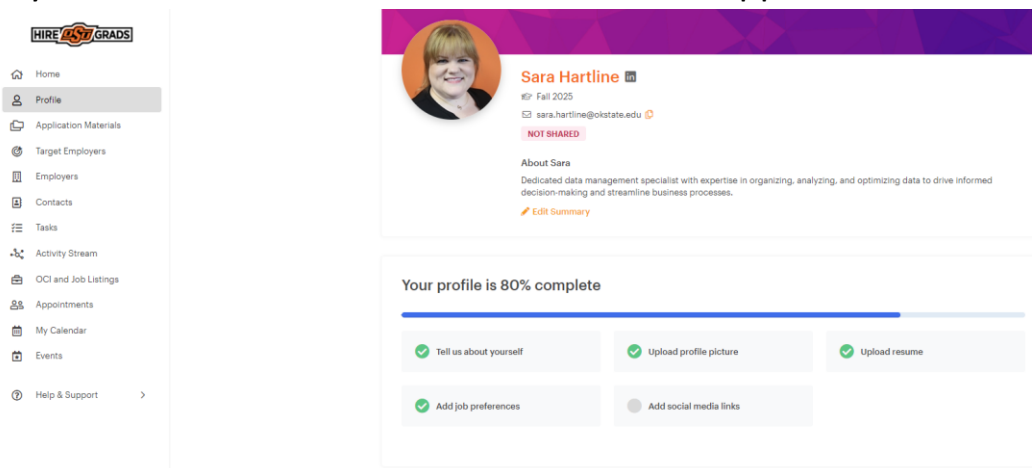 HIRE OSU GRADS
Home
Profile
Application Materials
Target Employers
Employers
Contacts
Tasks
Activity Stream
OCI and Job Listings
Appointments
My Calendar
Events
Help & Support
Sara Hartline in
Fall 2025
sara.hartline@okstate.edu
NOT SHARED
About Sara
Dedicated data management specialist with expertise in organizing, analyzing, and optimizing data to drive informed
decision-making and streamline business processes.
Edit Summary
Your profile is 80% complete
Tell us about yourself
Upload profile picture
Upload resume
Add job preferences
Add social media links